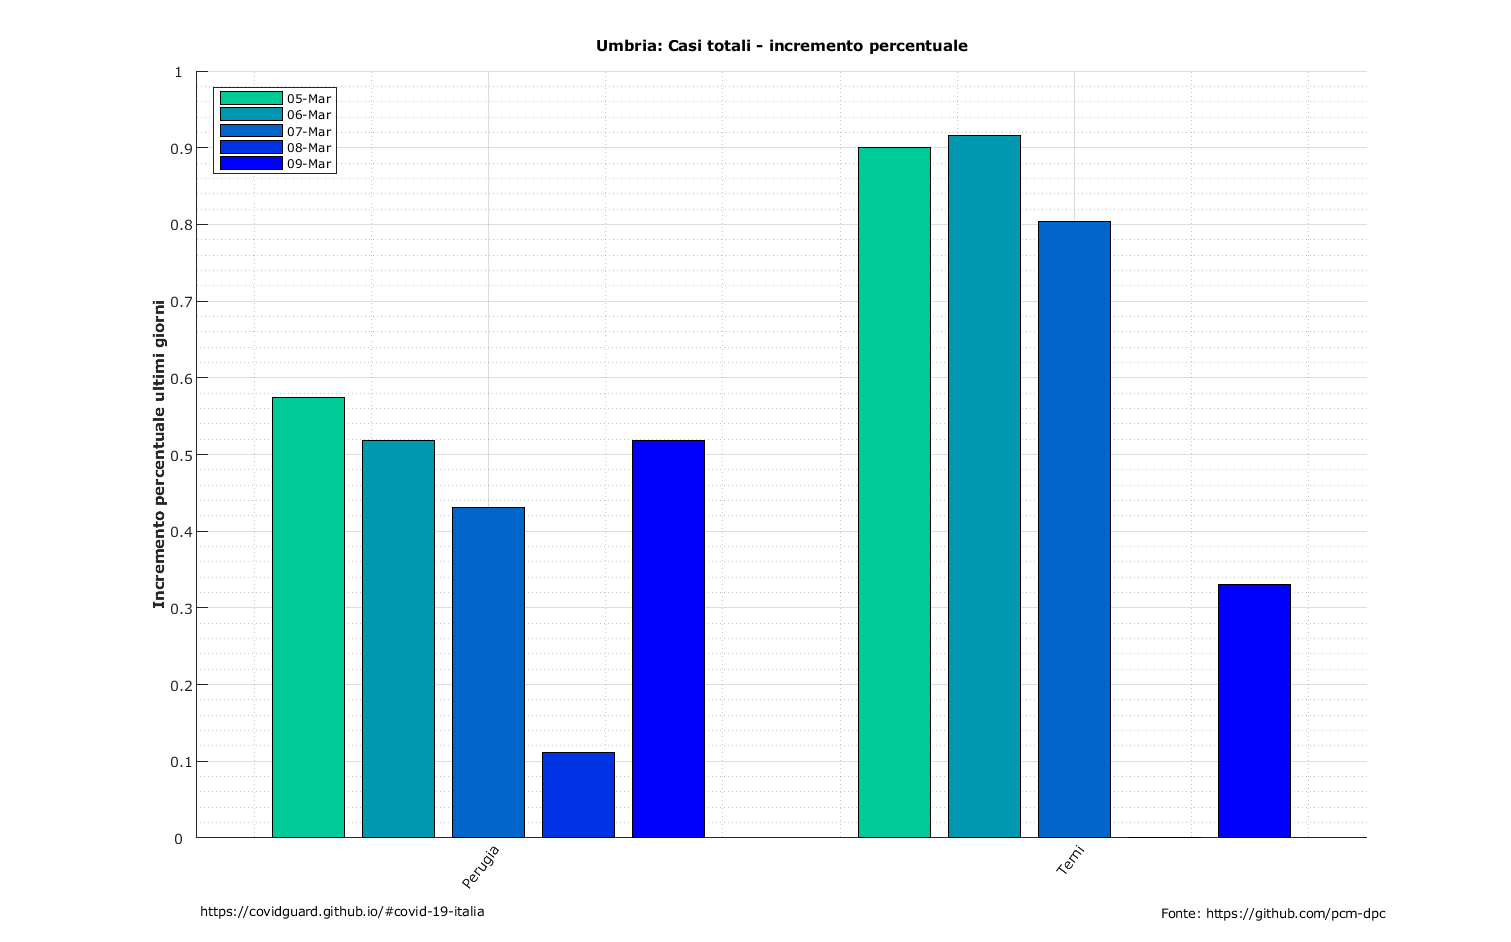 Umbria: Casi totali - incremento percentuale
05-Mar
06-Mar
07-Mar
08-Mar
09-Mar
Incremento percentuale ultimi giorni
1
0.9
0.8
0.7
0.6
0.5
0.4
0.3
0.2
0.1
0
Perugia
Terni
https://covidguard.github.io/#covid-19-italia
Fonte: https://github.com/pcm-dpc